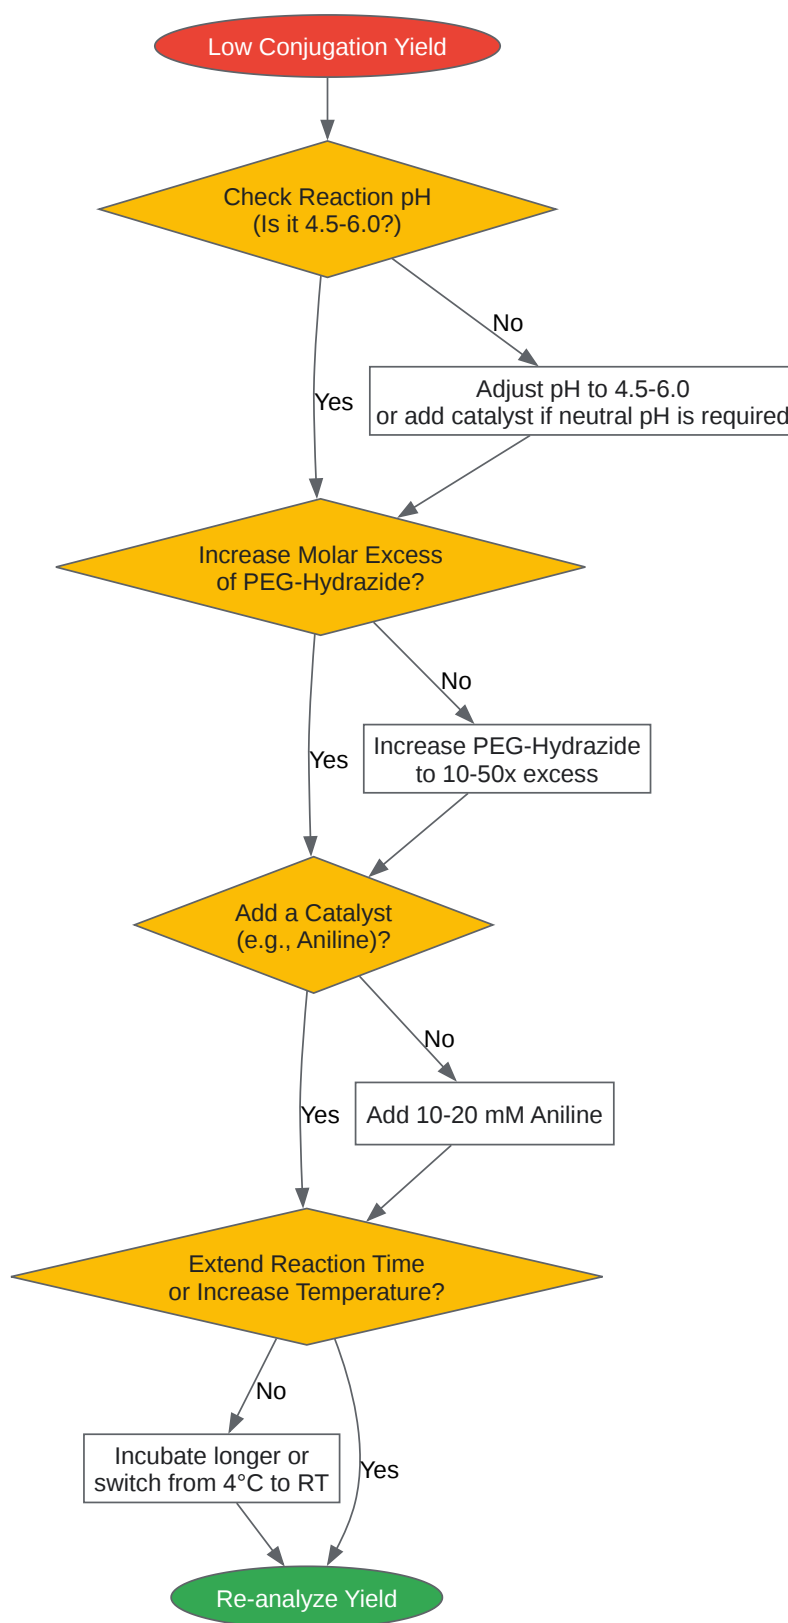 Low Conjugation Yield
Check Reaction pH
(Is it 4.5-6.0?)
No
Adjust pH to 4.5-6.0
or add catalyst if neutral pH is required
Yes
Increase Molar Excess
of PEG-Hydrazide?
No
Increase PEG-Hydrazide
to 10-50x excess
Yes
Add a Catalyst
(e.g., Aniline)?
No
Add 10-20 mM Aniline
Yes
Extend Reaction Time
or Increase Temperature?
No
Incubate longer or
switch from 4°C to RT
Yes
Re-analyze Yield